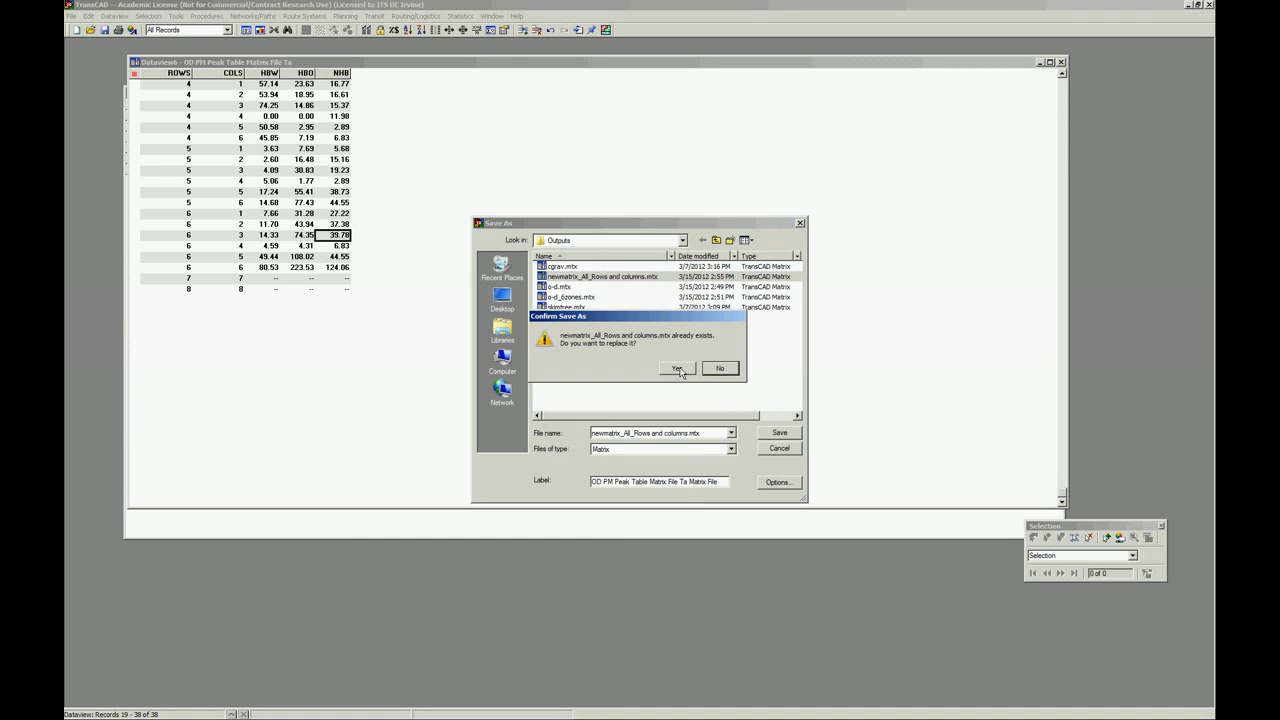 TransCAD -- Academic License (Not for Commercial/Contract Research Use) (Licensed to ITS UC Irvine)
File Edit Dataview Selection Tools Procedures Networks/Paths Route Systems Planning Transit Routing/Logistics Statistics Window Help
All Records
Dataview6 - OD PM Peak Table Matrix File Ta
ROWS COLS HBW HBO NHB
4 1 57.14 23.63 16.77
4 2 53.94 18.95 16.61
4 3 74.25 14.86 15.37
4 4 0.00 0.00 11.98
4 5 50.58 2.95 2.89
4 6 45.85 7.19 6.83
5 1 3.63 7.69 5.68
5 2 2.60 16.48 15.16
5 3 4.09 30.83 19.23
5 4 5.06 1.77 2.89
5 5 17.24 55.41 38.73
5 6 14.68 77.43 44.55
6 1 7.66 31.28 27.22
6 2 11.70 43.94 37.38
6 3 14.33 74.35 39.78
6 4 4.59 4.31 6.83
6 5 49.44 108.02 44.55
6 6 80.53 223.53 124.06
7 7 -- -- --
8 8 -- -- --
Save As
Look in: Outputs
Name Date modified Type
cgrav.mtx 3/7/2012 3:16 PM TransCAD Matrix
newmatrix_All_Rows and columns.mtx 3/15/2012 2:55 PM TransCAD Matrix
o-d.mtx 3/15/2012 2:49 PM TransCAD Matrix
o-d_6zones.mtx 3/15/2012 2:51 PM TransCAD Matrix
skimtree.mtx 3/7/2012 3:09 PM TransCAD Matrix
Recent Places
Desktop
Libraries
Computer
Network
Confirm Save As
newmatrix_All_Rows and columns.mtx already exists.
Do you want to replace it?
Yes No
File name: newmatrix_All_Rows and columns.mtx Save
Files of type: Matrix Cancel
Label: OD PM Peak Table Matrix File Ta Matrix File Options...
Selection
Selection
0 of 0
Dataview: Records 19 - 38 of 38